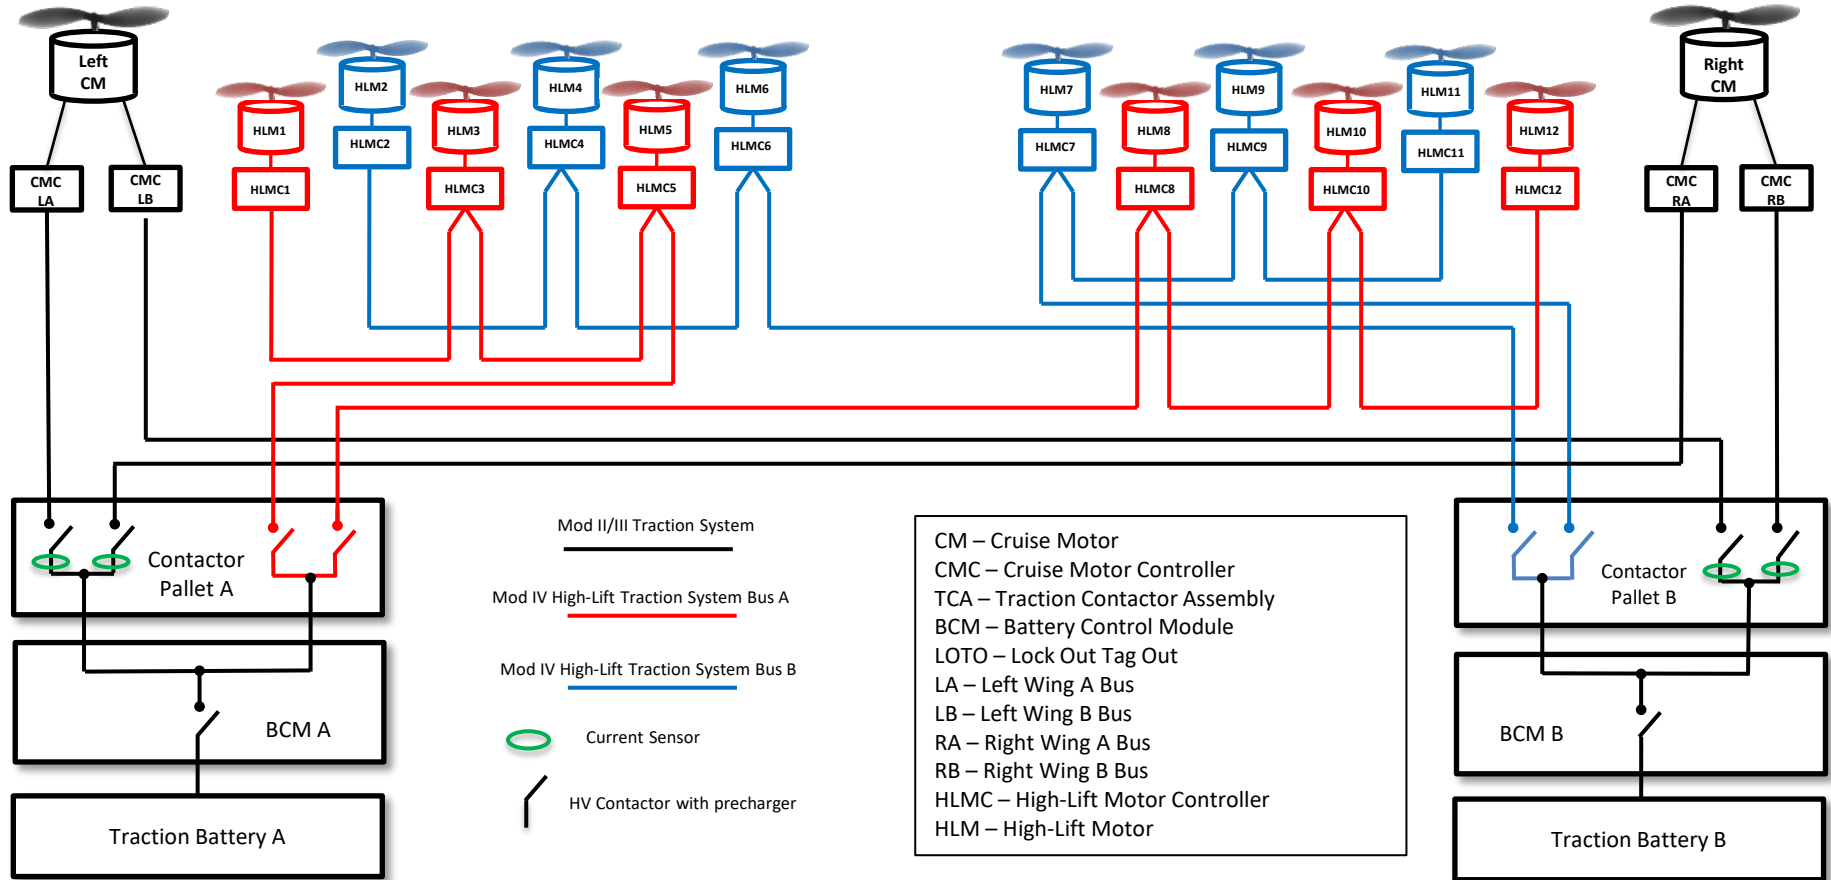 Left
CM
Right
CM
HLM2
HLM4
HLM6
HLM7
HLM9
HLM11
HLM1
HLM3
HLM5
HLM8
HLM10
HLM12
HLMC2
HLMC4
HLMC6
HLMC7
HLMC9
HLMC11
HLMC1
HLMC3
HLMC5
HLMC8
HLMC10
HLMC12
CMC
LA
CMC
LB
CMC
RA
CMC
RB
Contactor
Pallet A
BCM A
Traction Battery A
Mod II/III Traction System
Mod IV High-Lift Traction System Bus A
Mod IV High-Lift Traction System Bus B
Current Sensor
HV Contactor with precharger
CM – Cruise Motor
CMC – Cruise Motor Controller
TCA – Traction Contactor Assembly
BCM – Battery Control Module
LOTO – Lock Out Tag Out
LA – Left Wing A Bus
LB – Left Wing B Bus
RA – Right Wing A Bus
RB – Right Wing B Bus
HLMC – High-Lift Motor Controller
HLM – High-Lift Motor
Contactor
Pallet B
BCM B
Traction Battery B